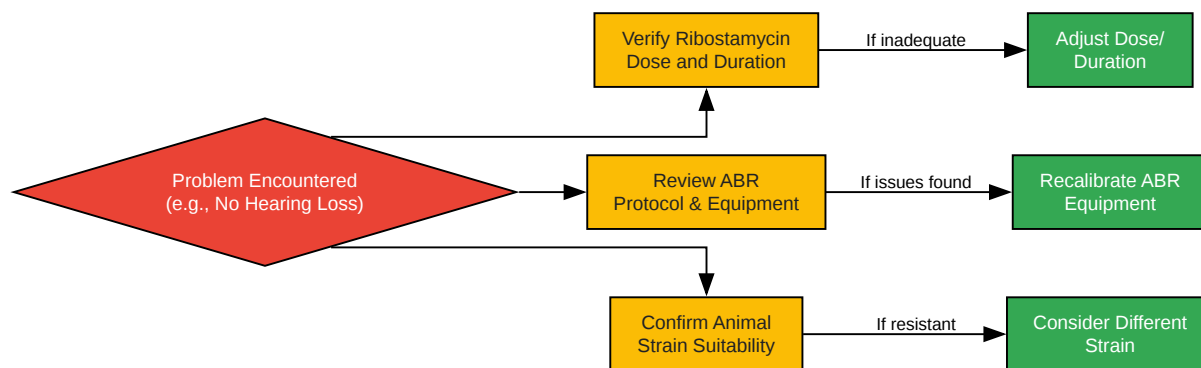 Verify Ribostamycin
Dose and Duration
If inadequate
Adjust Dose/
Duration
Problem Encountered
(e.g., No Hearing Loss)
Review ABR
Protocol & Equipment
If issues found
Recalibrate ABR
Equipment
Confirm Animal
Strain Suitability
If resistant
Consider Different
Strain